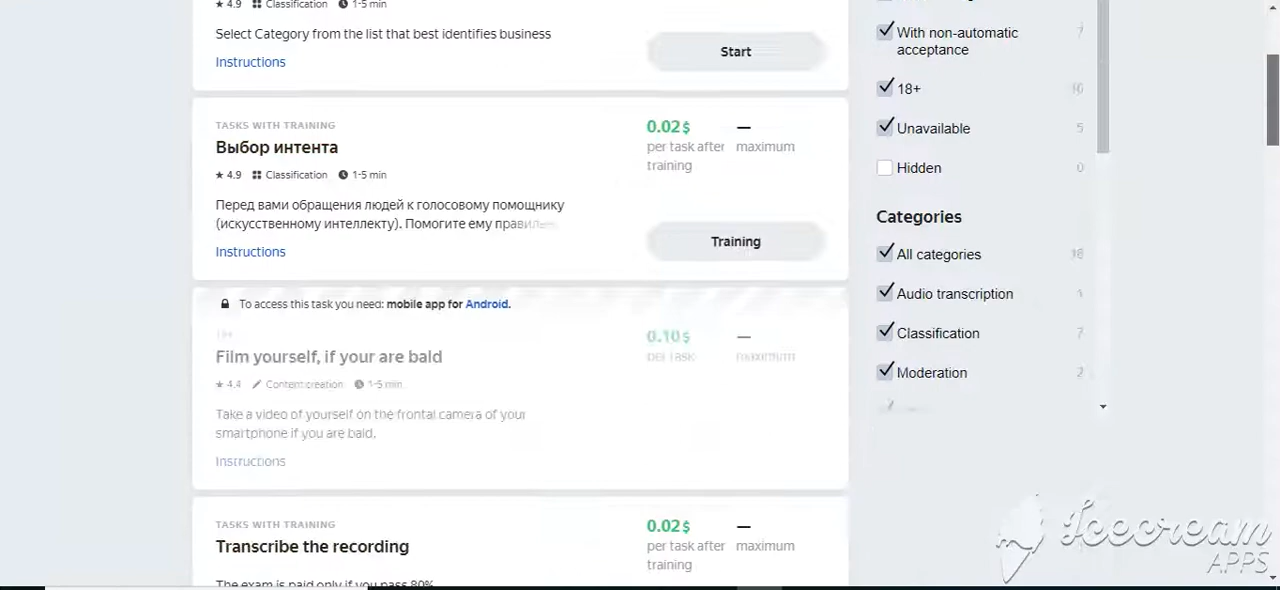 4.9 Classification 1-5 min
Select Category from the list that best identifies business
Start
Instructions
TASKS WITH TRAINING
0.02$ —
per task after maximum
training
Выбор интента
4.9 Classification 1-5 min
Перед вами обращения людей к голосовому помощнику
(искусственному интеллекту). Помогите ему
Training
Instructions
To access this task you need: mobile app for Android.
18+
0.10$ —
per task maximum
Film yourself, if your are bald
4.4 Content creation 1-5 min
Take a video of yourself on the frontal camera of your
smartphone if you are bald.
Instructions
TASKS WITH TRAINING
0.02$ —
per task after maximum
training
Transcribe the recording
The exam is paid only if you pass 80%
With non-automatic 7
acceptance
18+ 10
Unavailable 5
Hidden 0
Categories
All categories 18
Audio transcription
Classification 7
Moderation 2
Icecream
APPS